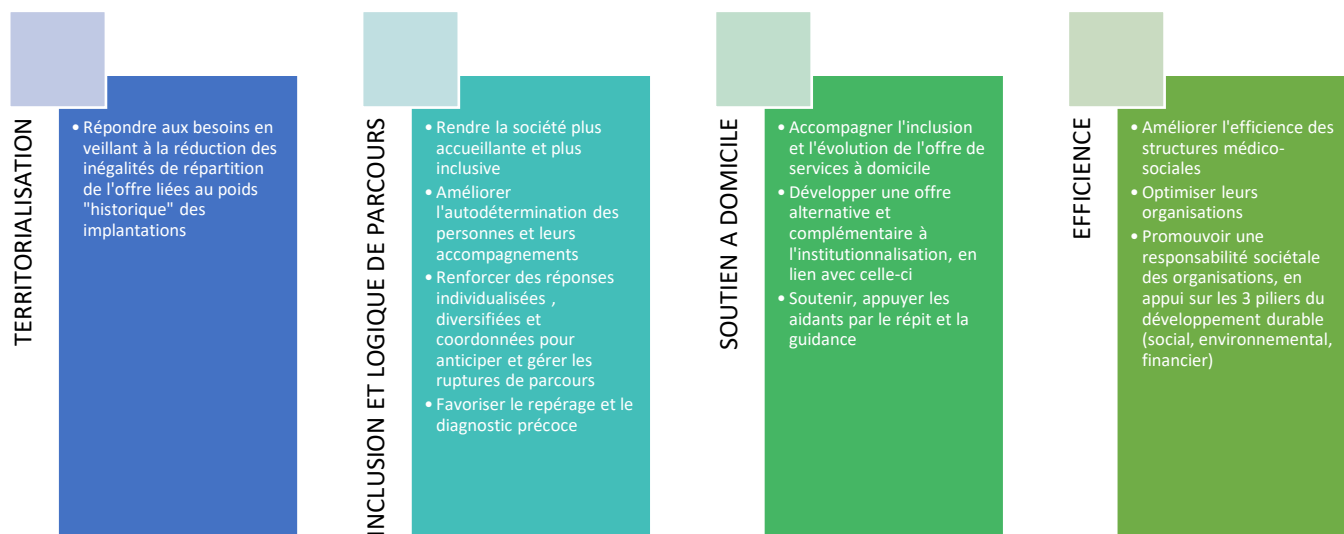 TERRITORIALISATION
• Répondre aux besoins en
veillant à la réduction des
inégalités de répartition
de l'offre liées au poids
"historique" des
implantations
INCLUSION ET LOGIQUE DE PARCOURS
• Rendre la société plus
accueillante et plus
inclusive
• Améliorer
l'autodétermination des
personnes et leurs
accompagnements
• Renforcer des réponses
individualisées ,
diversifiées et
coordonnées pour
anticiper et gérer les
ruptures de parcours
• Favoriser le repérage et le
diagnostic précoce
SOUTIEN A DOMICILE
• Accompagner l'inclusion
et l'évolution de l'offre de
services à domicile
• Développer une offre
alternative et
complémentaire à
l'institutionnalisation, en
lien avec celle-ci
• Soutenir, appuyer les
aidants par le répit et la
guidance
EFFICIENCE
• Améliorer l'efficience des
structures médico-
sociales
• Optimiser leurs
organisations
• Promouvoir une
responsabilité sociétale
des organisations, en
appui sur les 3 piliers du
développement durable
(social, environnemental,
financier)